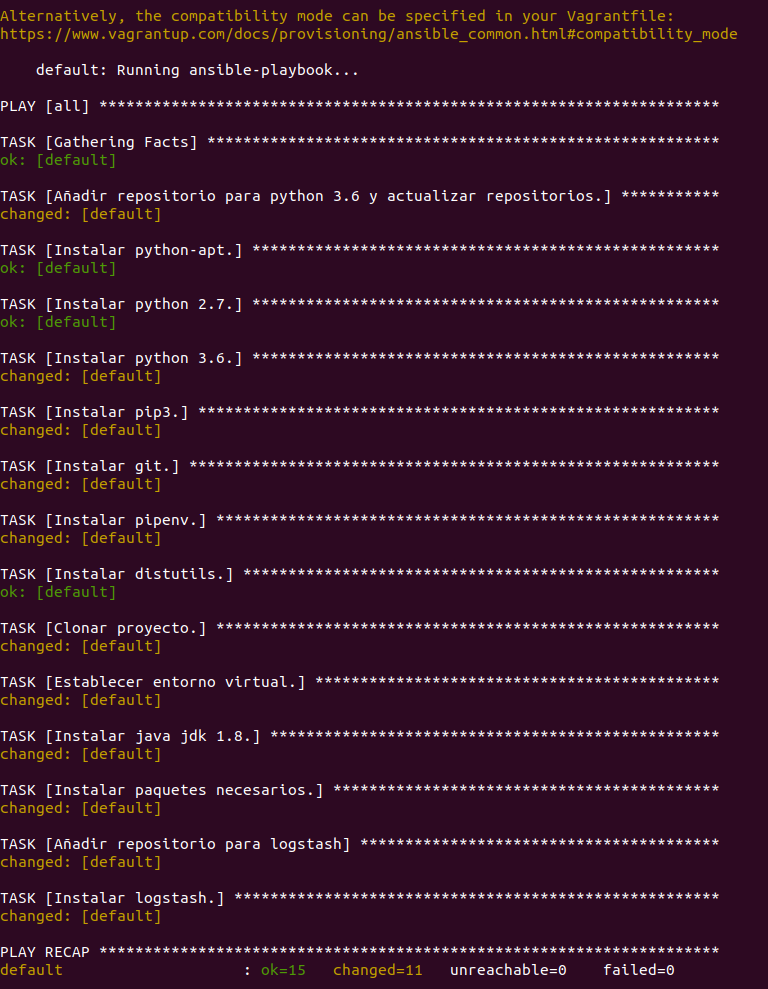 Alternatively, the compatibility mode can be specified in your Vagrantfile:
https://www.vagrantup.com/docs/provisioning/ansible_common.html#compatibility_mode
    default: Running ansible-playbook...
PLAY [all] *********************************************************************
TASK [Gathering Facts] *********************************************************
ok: [default]
TASK [Añadir repositorio para python 3.6 y actualizar repositorios.] ***********
changed: [default]
TASK [Instalar python-apt.] ****************************************************
ok: [default]
TASK [Instalar python 2.7.] ****************************************************
ok: [default]
TASK [Instalar python 3.6.] ****************************************************
changed: [default]
TASK [Instalar pip3.] **********************************************************
changed: [default]
TASK [Instalar git.] ***********************************************************
changed: [default]
TASK [Instalar pipenv.] ********************************************************
changed: [default]
TASK [Instalar distutils.] *****************************************************
ok: [default]
TASK [Clonar proyecto.] ********************************************************
changed: [default]
TASK [Establecer entorno virtual.] *********************************************
changed: [default]
TASK [Instalar java jdk 1.8.] **************************************************
changed: [default]
TASK [Instalar paquetes necesarios.] *******************************************
changed: [default]
TASK [Añadir repositorio para logstash] ****************************************
changed: [default]
TASK [Instalar logstash.] ******************************************************
changed: [default]
PLAY RECAP *********************************************************************
default                    : ok=15   changed=11   unreachable=0    failed=0